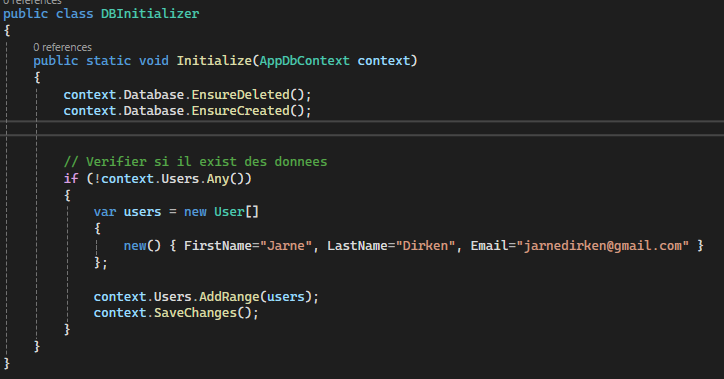 0 references
public class DBInitializer
{
0 references
public static void Initialize(AppDbContext context)
{
context.Database.EnsureDeleted();
context.Database.EnsureCreated();
// Verifier si il exist des donnees
if (!context.Users.Any())
{
var users = new User[]
{
new() { FirstName="Jarne", LastName="Dirken", Email="jarnedirken@gmail.com" }
};
context.Users.AddRange(users);
context.SaveChanges();
}
}
}